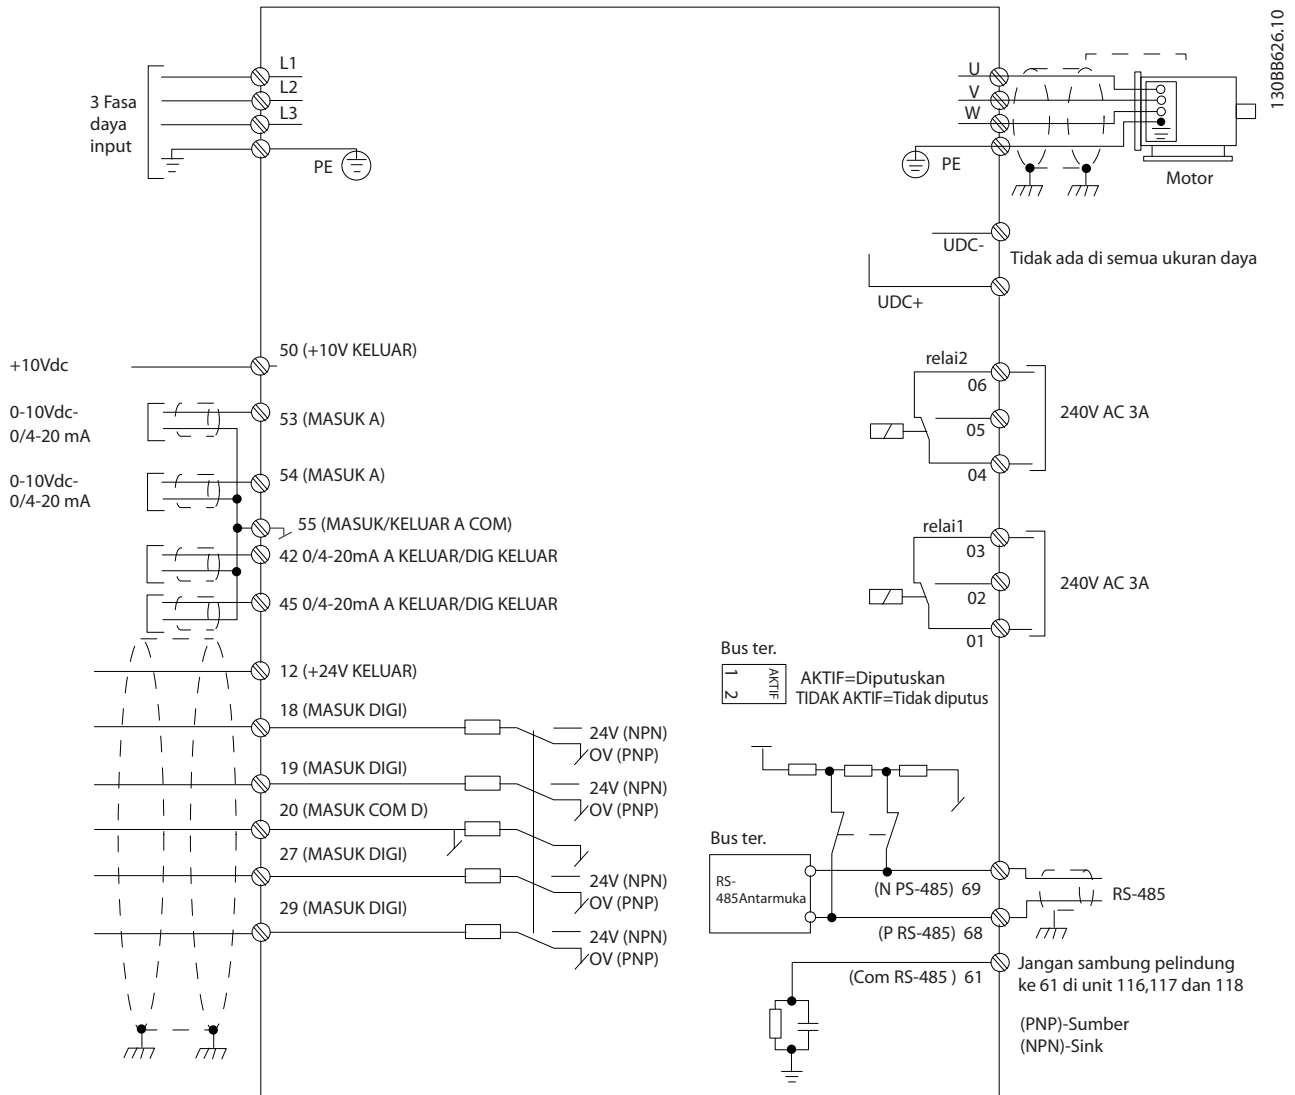 130BB626.10
L1
L2
L3
3 Fasa
daya
input
PE
U
V
W
PE
Motor
UDC-
Tidak ada di semua ukuran daya
UDC+
+10Vdc
50 (+10V KELUAR)
0-10Vdc-
0/4-20 mA
53 (MASUK A)
0-10Vdc-
0/4-20 mA
54 (MASUK A)
55 (MASUK/KELUAR A COM)
42 0/4-20mA A KELUAR/DIG KELUAR
45 0/4-20mA A KELUAR/DIG KELUAR
12 (+24V KELUAR)
18 (MASUK DIGI)
24V (NPN)
OV (PNP)
19 (MASUK DIGI)
24V (NPN)
OV (PNP)
20 (MASUK COM D)
27 (MASUK DIGI)
24V (NPN)
OV (PNP)
29 (MASUK DIGI)
24V (NPN)
OV (PNP)
relai2
06
05
04
240V AC 3A
relai1
03
02
01
240V AC 3A
Bus ter.
1
2
AKTIF
AKTIF=Diputuskan
TIDAK AKTIF=Tidak diputus
Bus ter.
RS-
485Antarmuka
(N PS-485) 69
RS-485
(P RS-485) 68
(Com RS-485 ) 61
Jangan sambung pelindung
ke 61 di unit 116,117 dan 118
(PNP)-Sumber
(NPN)-Sink